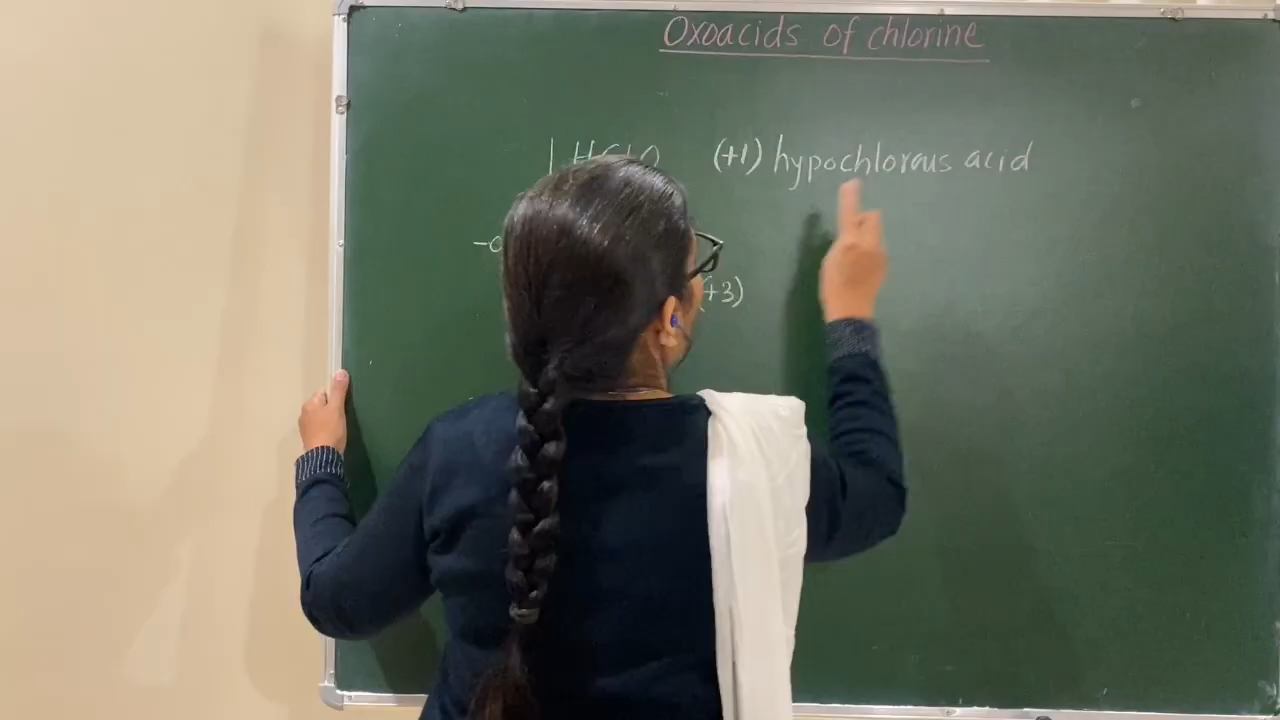 Oxoacids of chlorine
HClO (+1) hypochlorous acid
(+3)